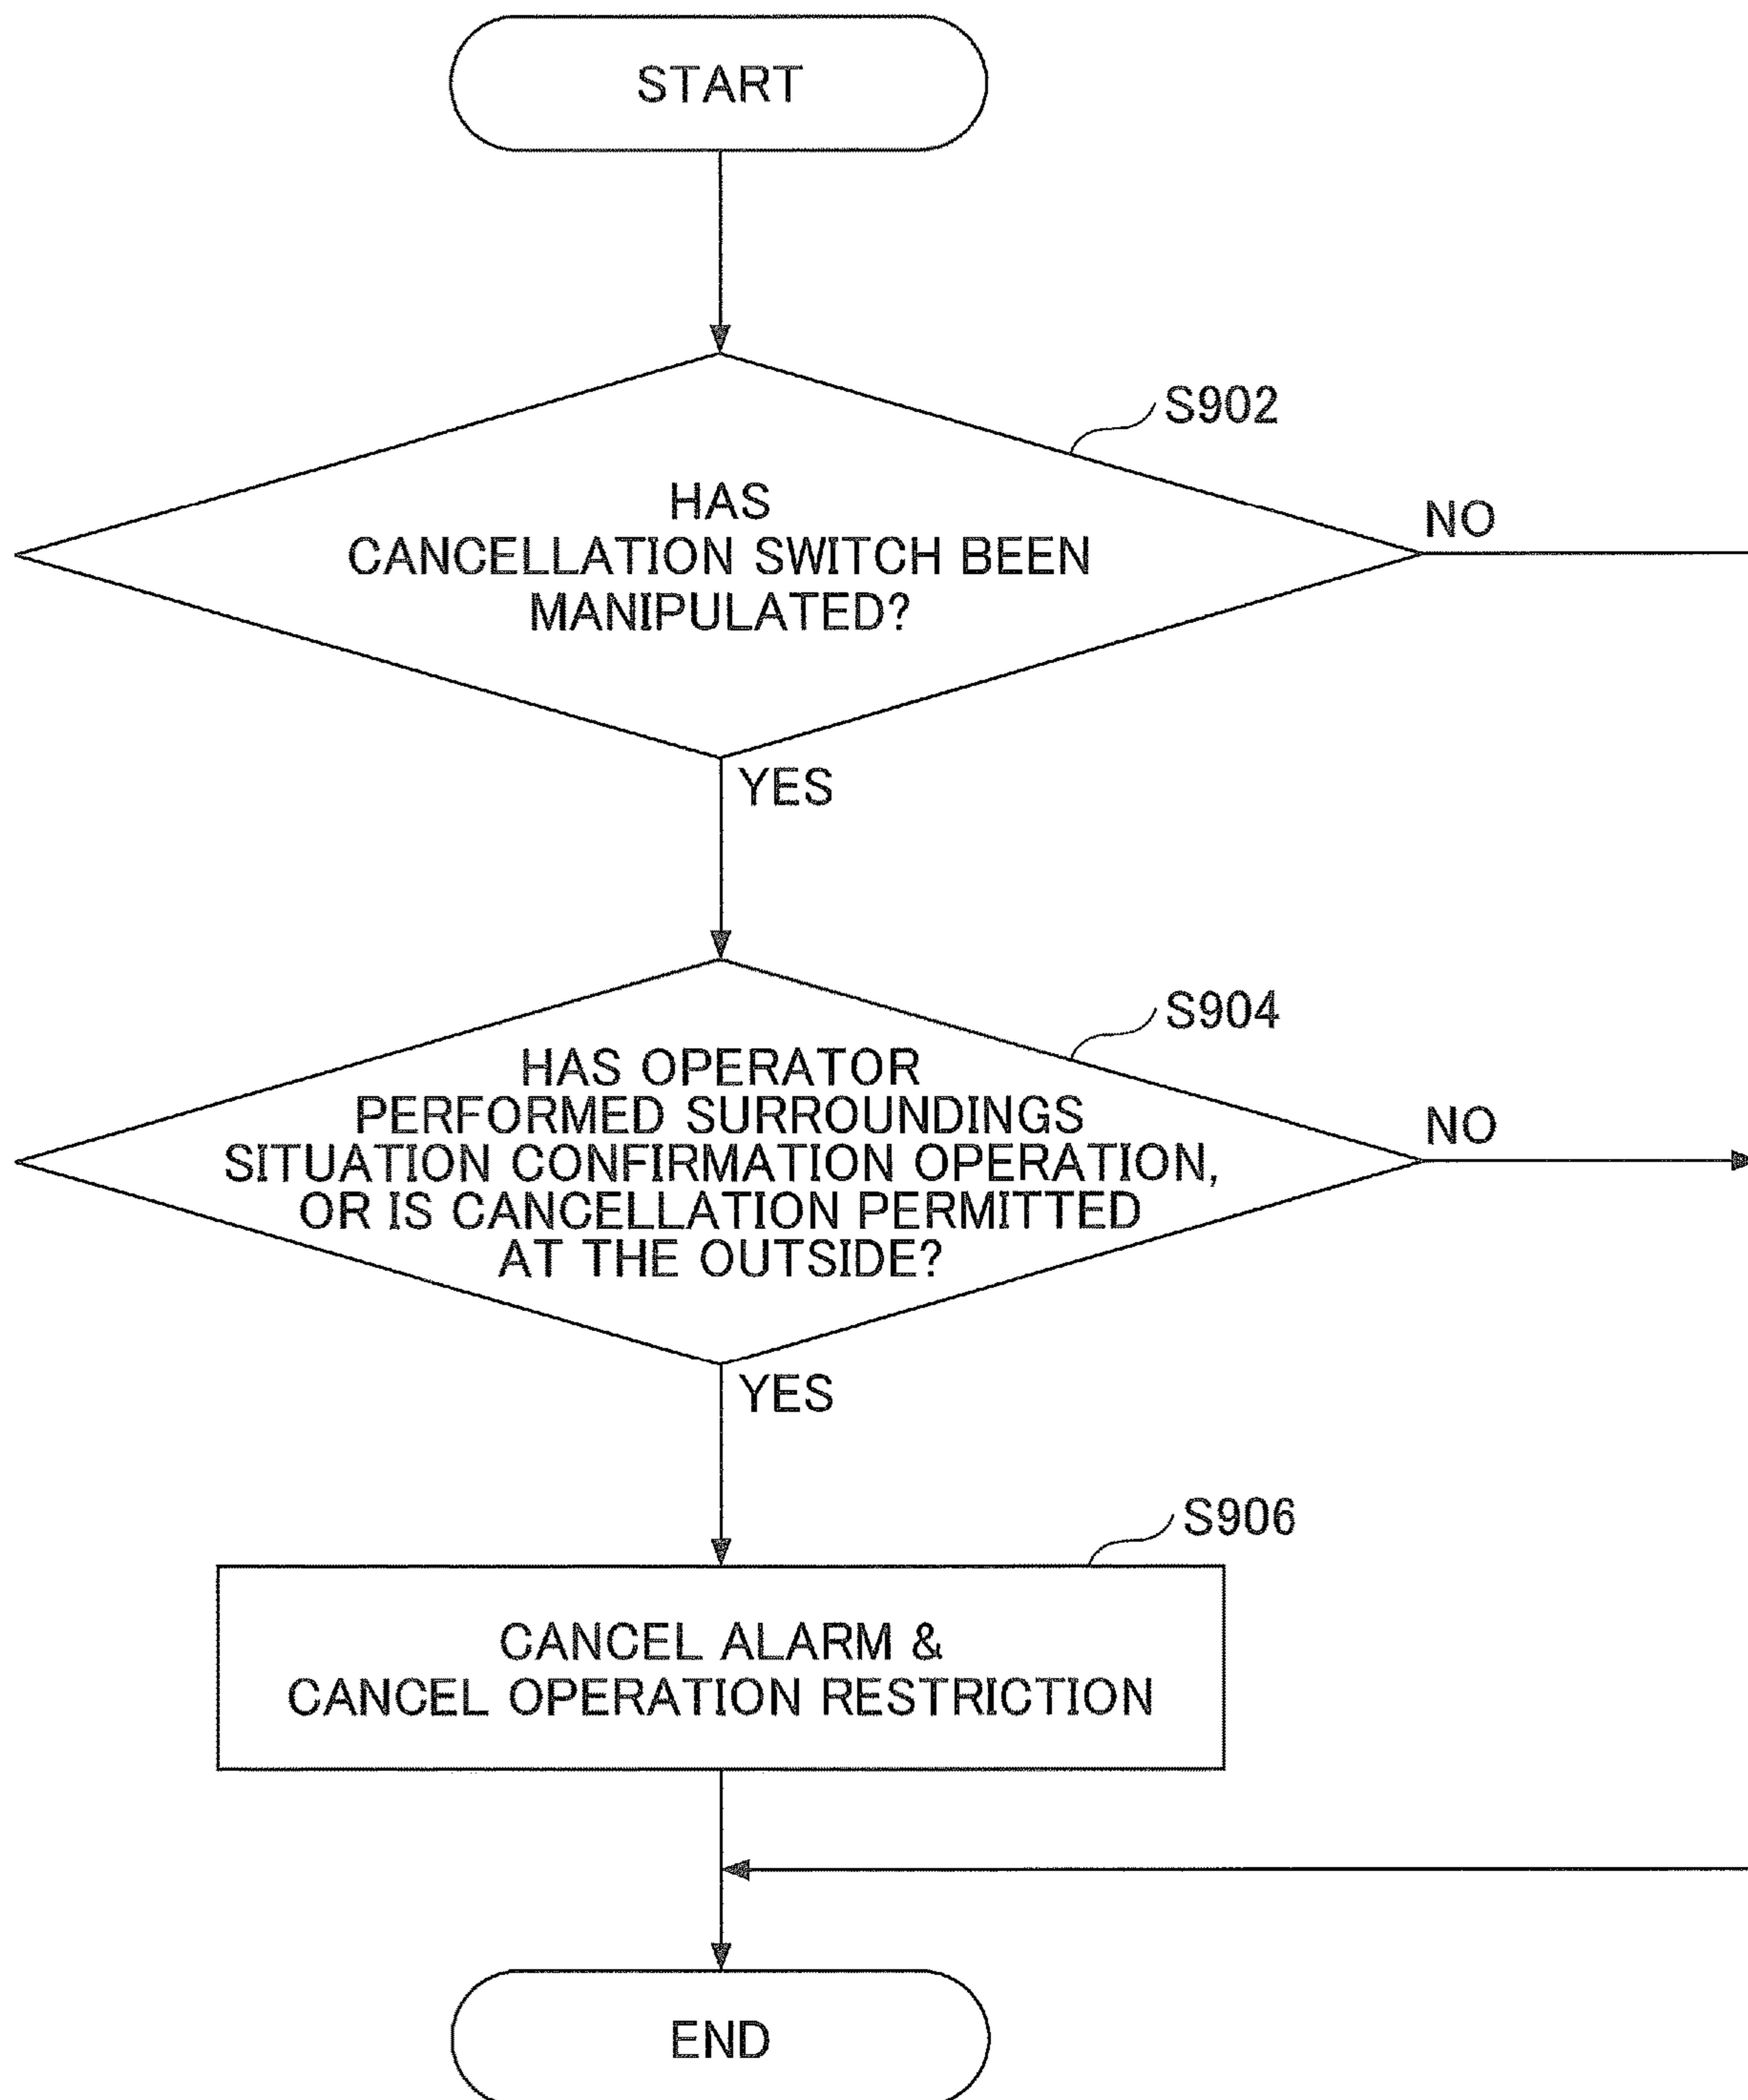 START
S902
HAS
CANCELLATION SWITCH BEEN
MANIPULATED?
NO
YES
S904
HAS OPERATOR
PERFORMED SURROUNDINGS
SITUATION CONFIRMATION OPERATION,
OR IS CANCELLATION PERMITTED
AT THE OUTSIDE?
NO
YES
S906
CANCEL ALARM &
CANCEL OPERATION RESTRICTION
END